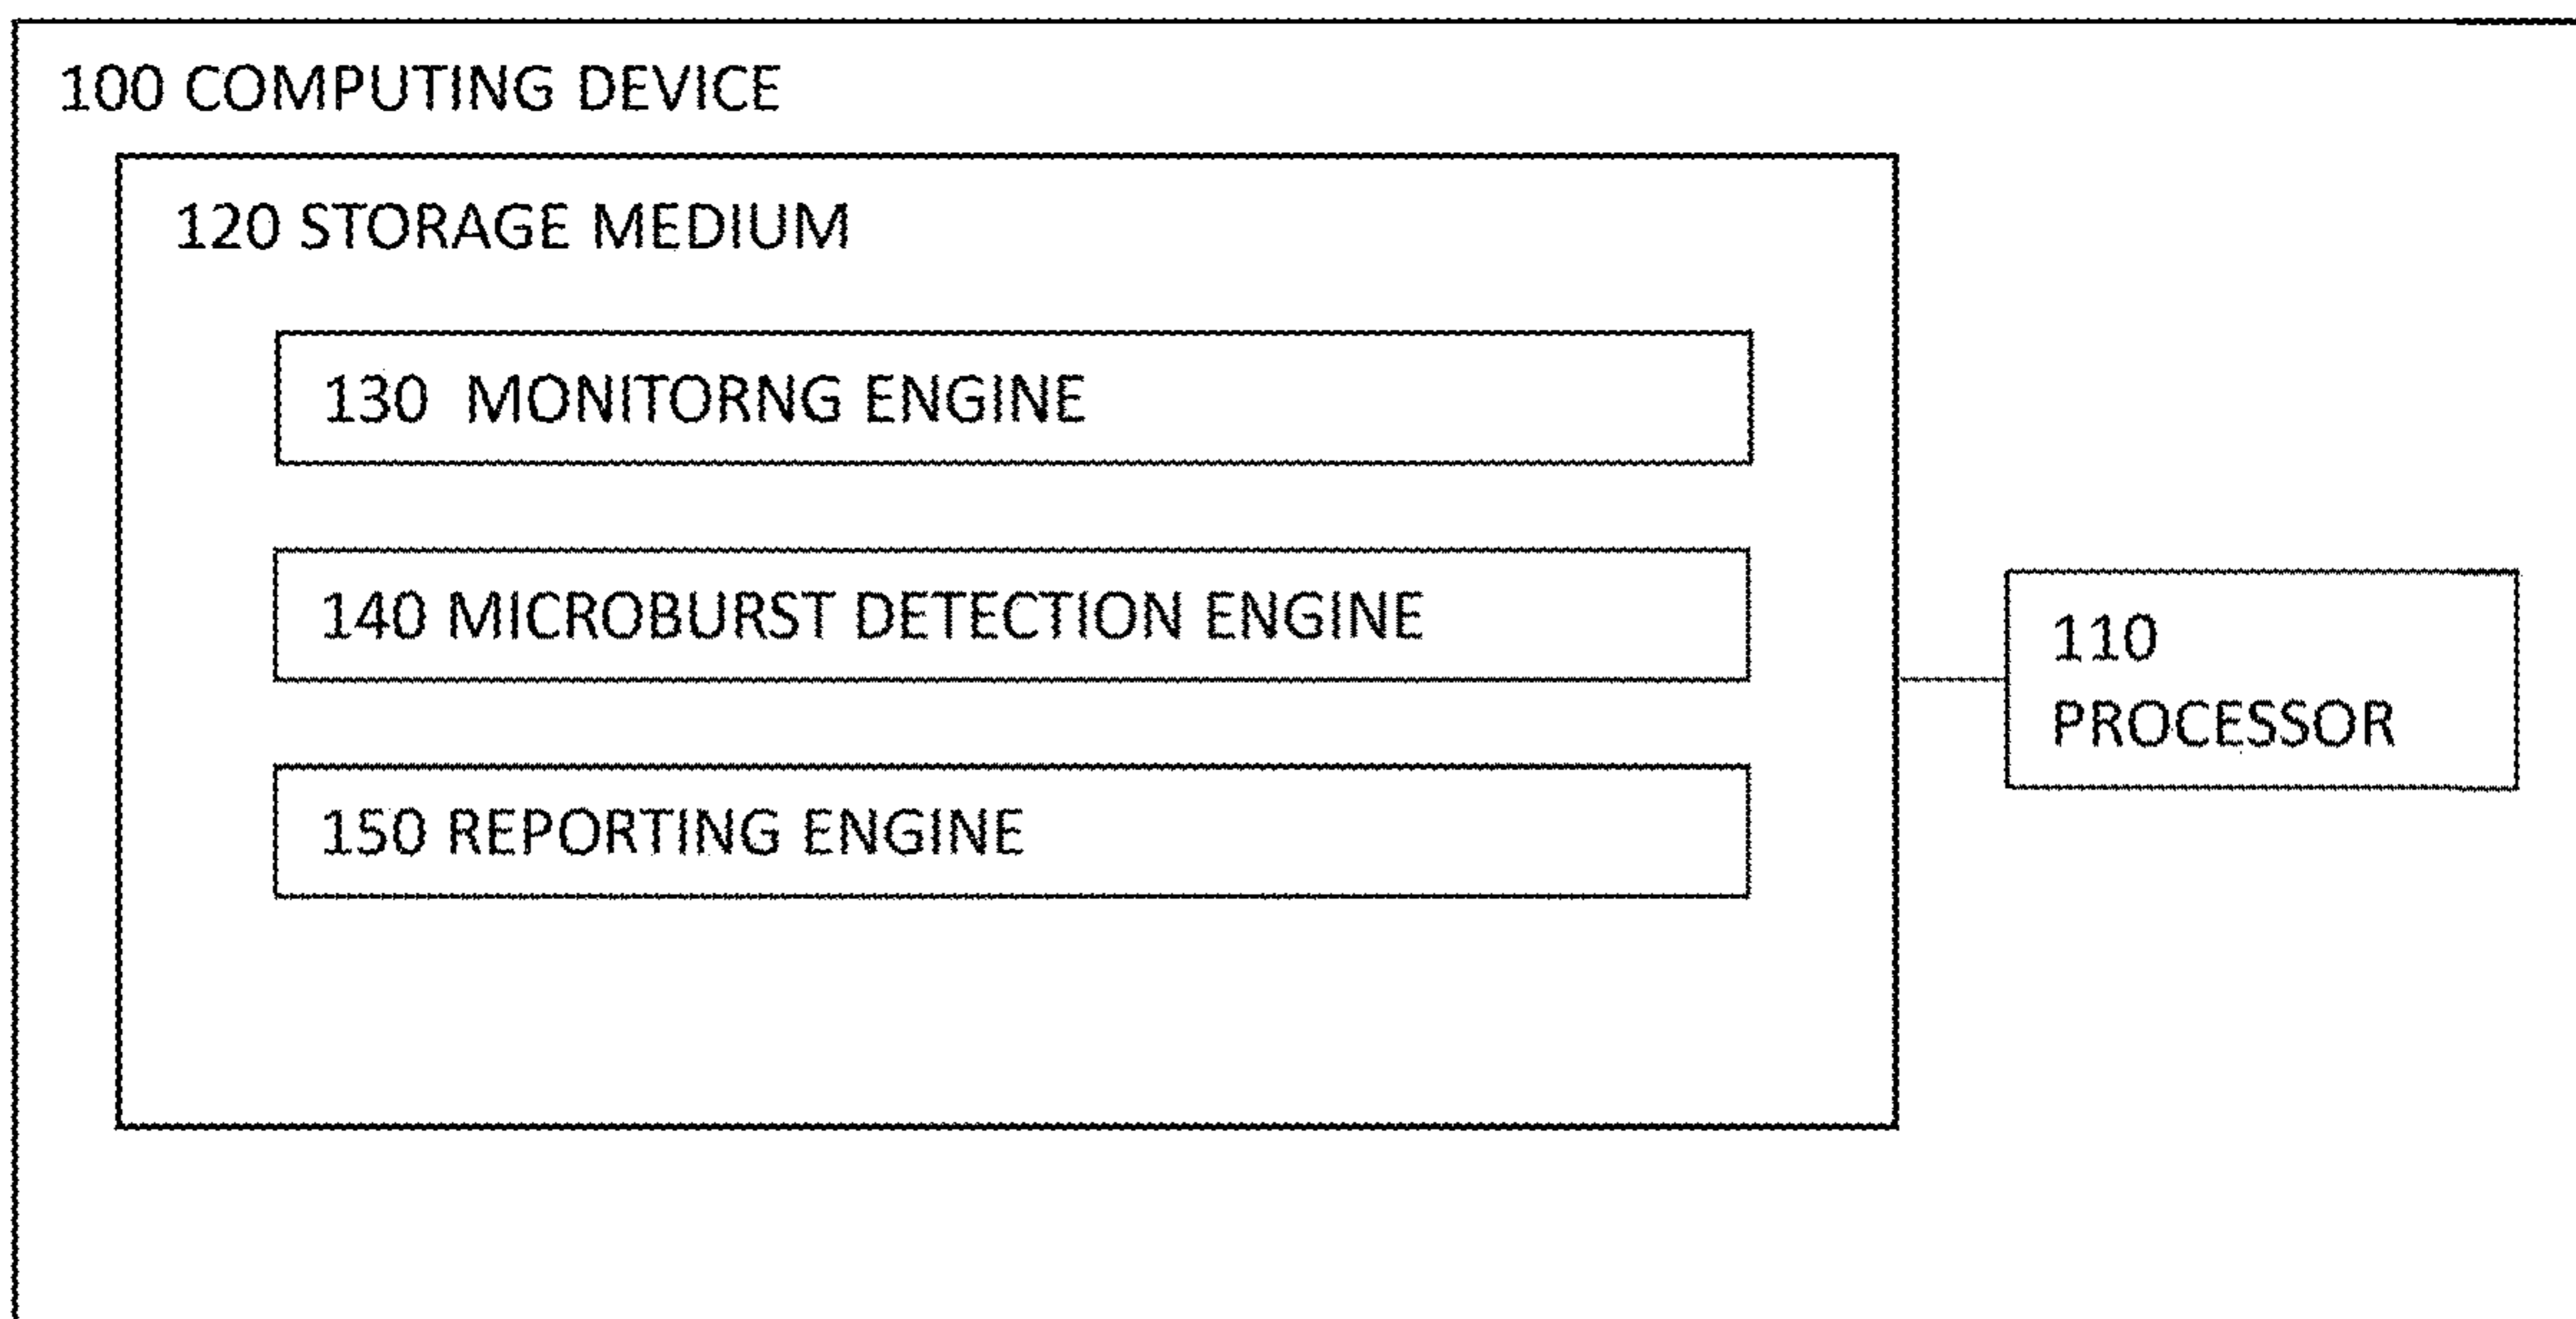 100 COMPUTING DEVICE
120 STORAGE MEDIUM
130 MONITORNG ENGINE
140 MICROBURST DETECTION ENGINE
150 REPORTING ENGINE
110
PROCESSOR